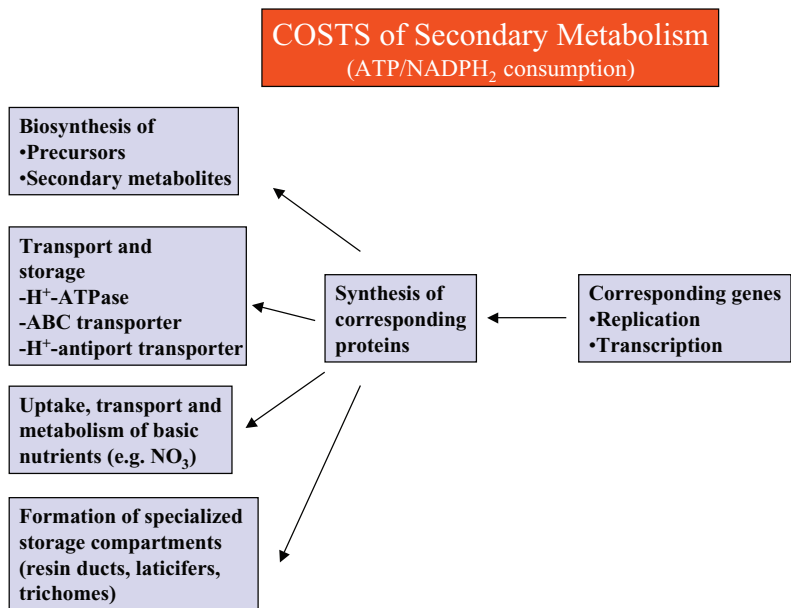 COSTS of Secondary Metabolism
(ATP/NADPH₂ consumption)
Biosynthesis of
•Precursors
•Secondary metabolites
Transport and
storage
-H⁺-ATPase
-ABC transporter
-H⁺-antiport transporter
Synthesis of
corresponding
proteins
Corresponding genes
•Replication
•Transcription
Uptake, transport and
metabolism of basic
nutrients (e.g. NO₃)
Formation of specialized
storage compartments
(resin ducts, laticifers,
trichomes)